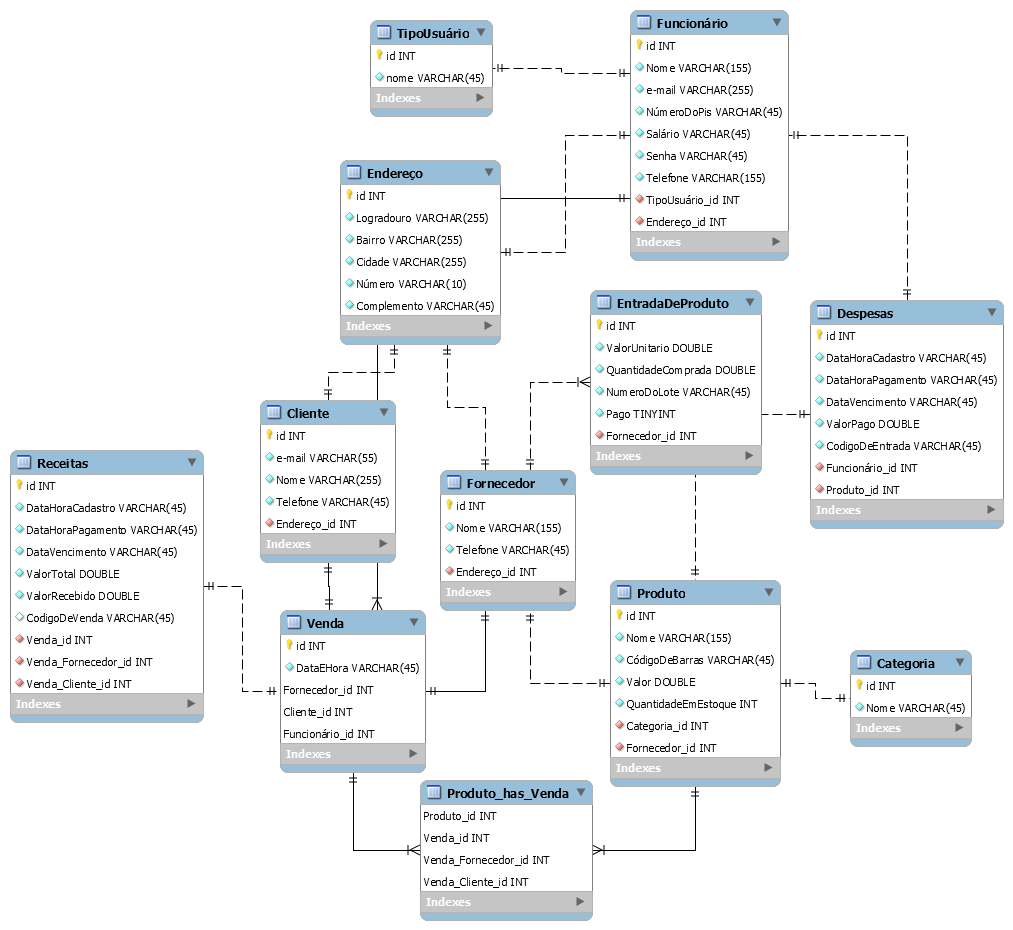 TipoUsuário
id INT
nome VARCHAR(45)
Indexes
Funcionário
id INT
Nome VARCHAR(155)
e-mail VARCHAR(255)
NúmeroDoPis VARCHAR(45)
Salário VARCHAR(45)
Senha VARCHAR(45)
Telefone VARCHAR(155)
TipoUsuário_id INT
Endereço_id INT
Indexes
Endereço
id INT
Logradouro VARCHAR(255)
Bairro VARCHAR(255)
Cidade VARCHAR(255)
Número VARCHAR(10)
Complemento VARCHAR(45)
Indexes
EntradaDeProduto
id INT
ValorUnitario DOUBLE
QuantidadeComprada DOUBLE
NumeroDoLote VARCHAR(45)
Pago TINYINT
Fornecedor_id INT
Indexes
Despesas
id INT
DataHoraCadastro VARCHAR(45)
DataHoraPagamento VARCHAR(45)
DataVencimento VARCHAR(45)
ValorPago DOUBLE
CodigoDeEntrada VARCHAR(45)
Funcionário_id INT
Produto_id INT
Indexes
Cliente
id INT
e-mail VARCHAR(55)
Nome VARCHAR(255)
Telefone VARCHAR(45)
Endereço_id INT
Indexes
Receitas
id INT
DataHoraCadastro VARCHAR(45)
DataHoraPagamento VARCHAR(45)
DataVencimento VARCHAR(45)
ValorTotal DOUBLE
ValorRecebido DOUBLE
CodigoDeVenda VARCHAR(45)
Venda_id INT
Venda_Fornecedor_id INT
Venda_Cliente_id INT
Indexes
Fornecedor
id INT
Nome VARCHAR(155)
Telefone VARCHAR(45)
Endereço_id INT
Indexes
Venda
id INT
DataEHora VARCHAR(45)
Fornecedor_id INT
Cliente_id INT
Funcionário_id INT
Indexes
Produto
id INT
Nome VARCHAR(155)
CódigoDeBarras VARCHAR(45)
Valor DOUBLE
QuantidadeEmEstoque INT
Categoria_id INT
Fornecedor_id INT
Indexes
Categoria
id INT
Nome VARCHAR(45)
Indexes
Produto_has_Venda
Produto_id INT
Venda_id INT
Venda_Fornecedor_id INT
Venda_Cliente_id INT
Indexes